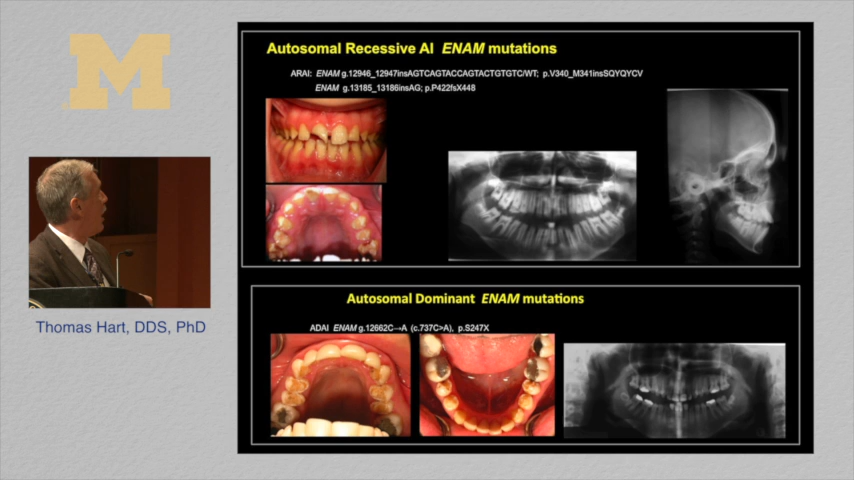 M
Autosomal Recessive AI ENAM mutations
ARAI: ENAM g.12946_12947insAGTCAGTACCAGTACTGTGTC/WT; p.V340_M341insSQYQYCV
ENAM g.13185_13186insAG; p.P422fsX448
Autosomal Dominant ENAM mutations
ADAI ENAM g.12662C→A (c.737C>A), p.S247X
Thomas Hart, DDS, PhD